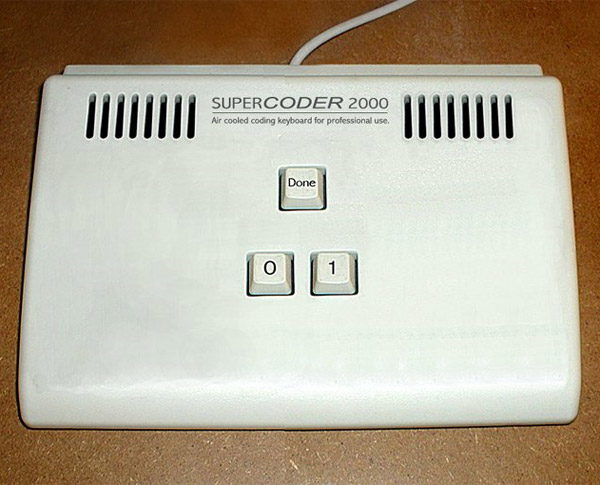 SUPERCODER 2000
Air cooled coding keyboard for professional use.
Done
0 1